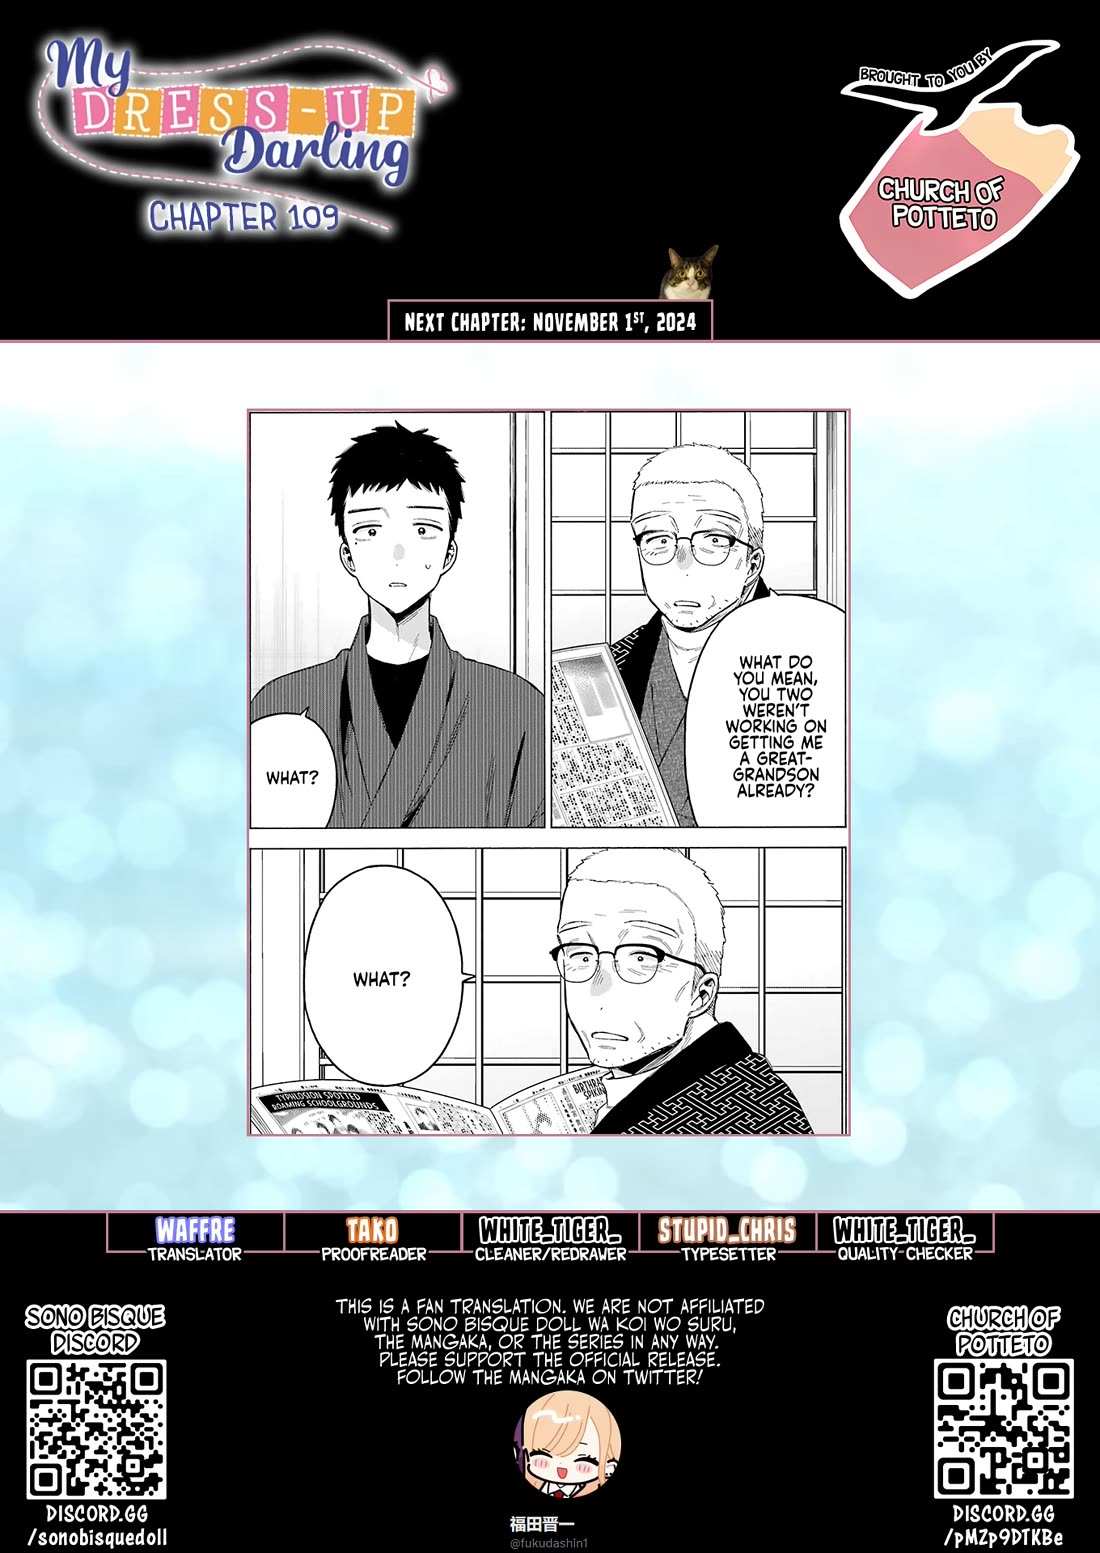 My
DRESS-UP
Darling
CHAPTER 109
BROUGHT TO YOU BY
CHURCH OF
POTTETO
NEXT CHAPTER: NOVEMBER 1ST, 2024
WHAT DO
YOU MEAN,
YOU TWO
WEREN'T
WORKING ON
GETTING ME
A GREAT-
GRANDSON
ALREADY?
WHAT?
WHAT?
TYPHLOSION SPOTTED
ROAMING SCHOOLGROUNDS
WAFFRE
TRANSLATOR
TAKO
PROOFREADER
WHITE_TIGER_
CLEANER/REDRAWER
STUPID_CHRIS
TYPESETTER
WHITE_TIGER_
QUALITY CHECKER
THIS IS A FAN TRANSLATION. WE ARE NOT AFFILIATED
WITH SONO BISQUE DOLL WA KOI WO SURU,
THE MANGAKA, OR THE SERIES IN ANY WAY.
PLEASE SUPPORT THE OFFICIAL RELEASE.
FOLLOW THE MANGAKA ON TWITTER!
SONO BISQUE
DISCORD
DISCORD.GG
/sonobisquedoll
福田晋一
@fukudashin1
CHURCH OF
POTTETO
DISCORD.GG
/pMZp9DTKBe